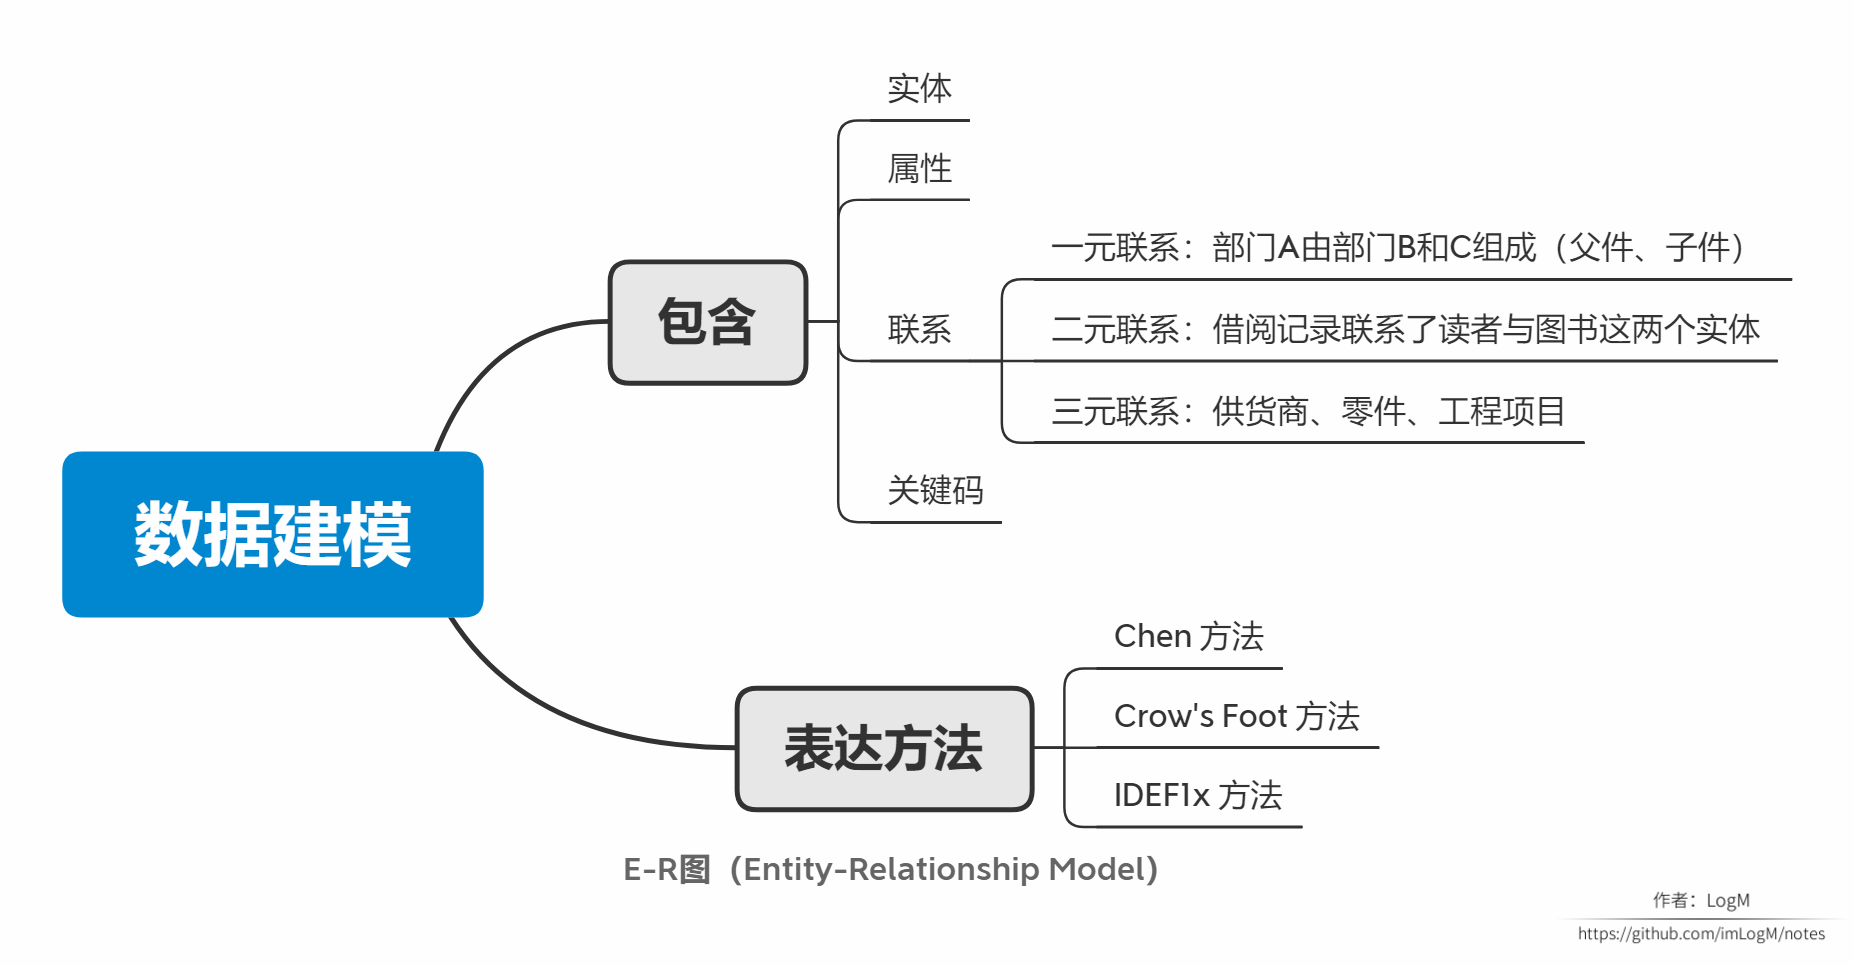 数据建模
包含
实体
属性
联系
一元联系：部门A由部门B和C组成（父件、子件）
二元联系：借阅记录联系了读者与图书这两个实体
三元联系：供货商、零件、工程项目
关键码
表达方法
Chen 方法
Crow's Foot 方法
IDEF1x 方法
E-R图（Entity-Relationship Model）
作者：LogM
https://github.com/imLogM/notes